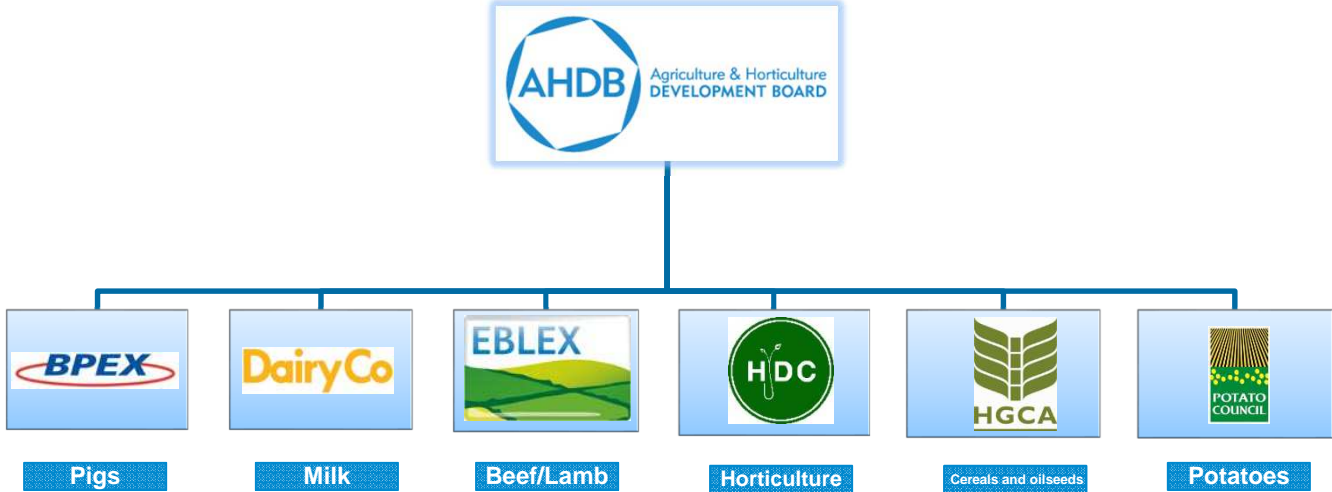 AHDB
Agriculture & Horticulture
DEVELOPMENT BOARD
BPEX
DairyCo
EBLEX
HDC
HGCA
POTATO
COUNCIL
Pigs
Milk
Beef/Lamb
Horticulture
Cereals and oilseeds
Potatoes